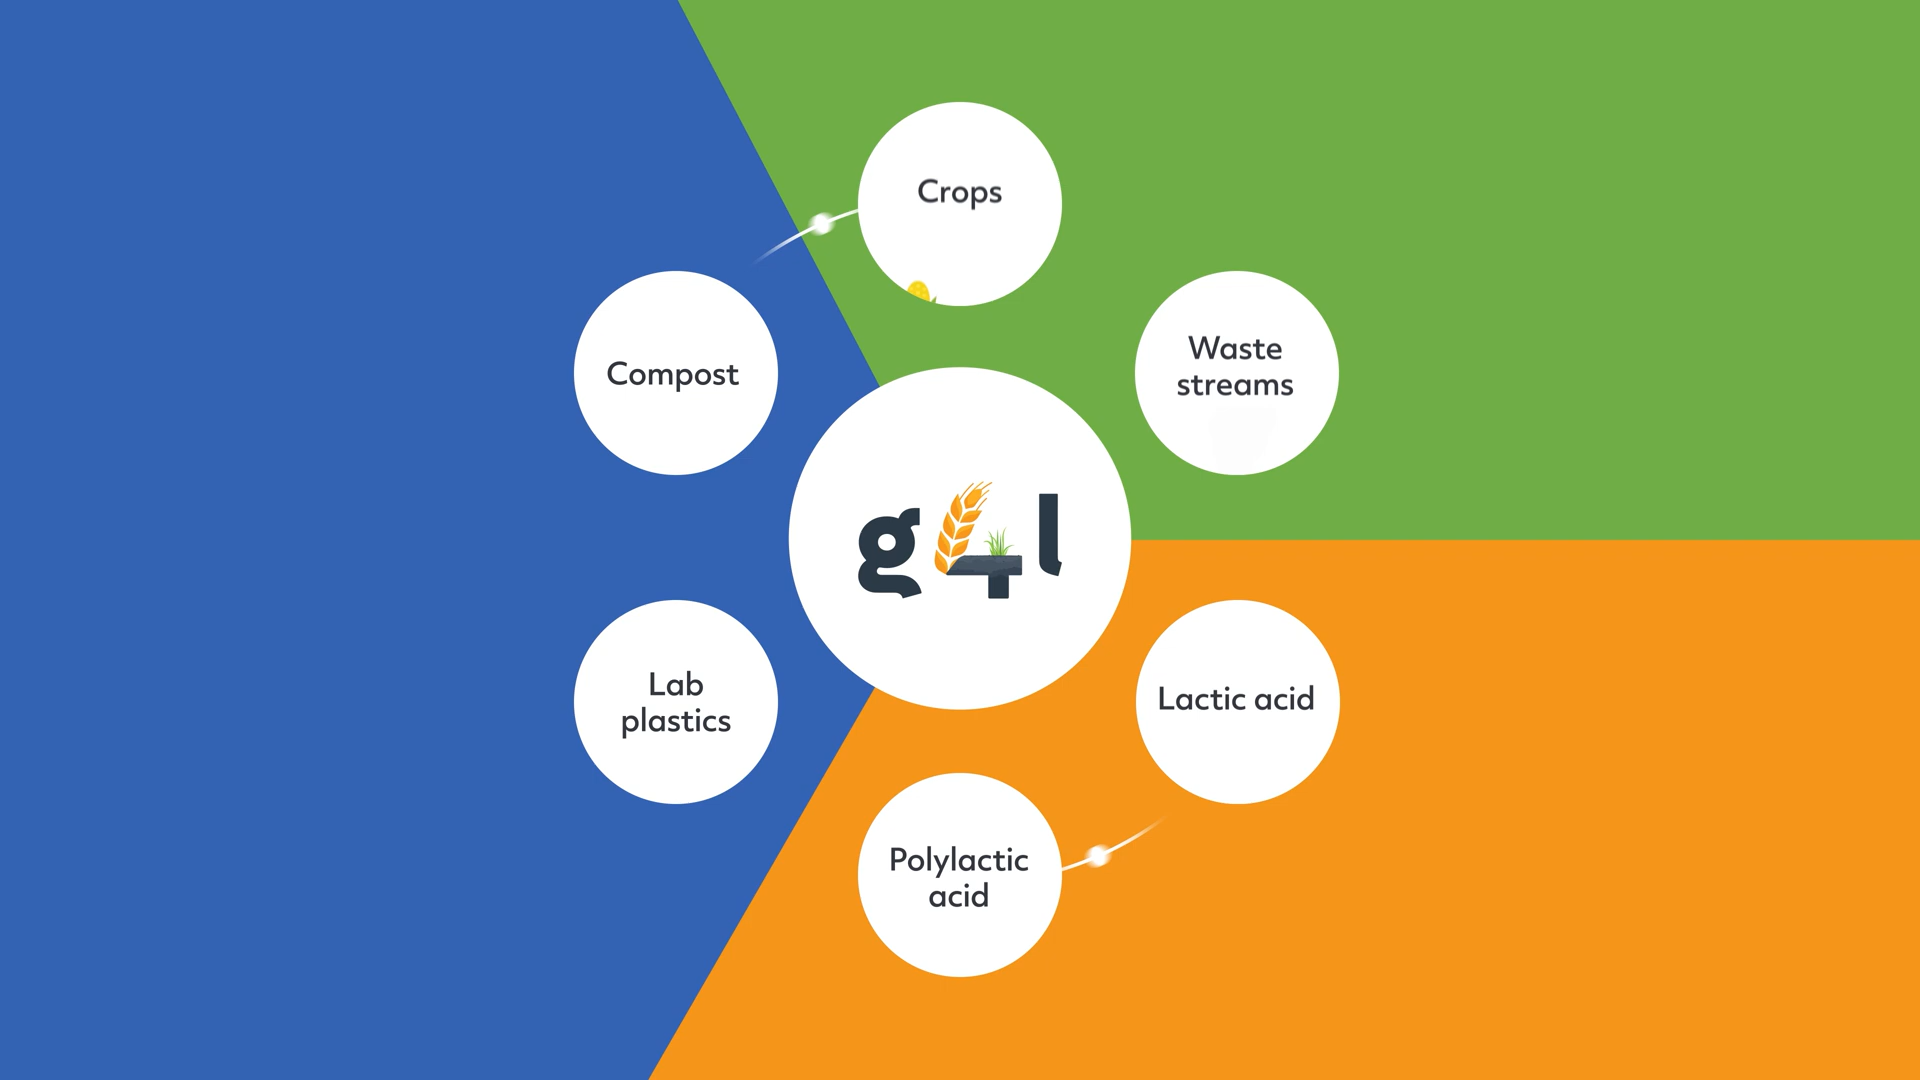 Crops
Waste
streams
Compost
g4l
Lab
plastics
Lactic acid
Polylactic
acid